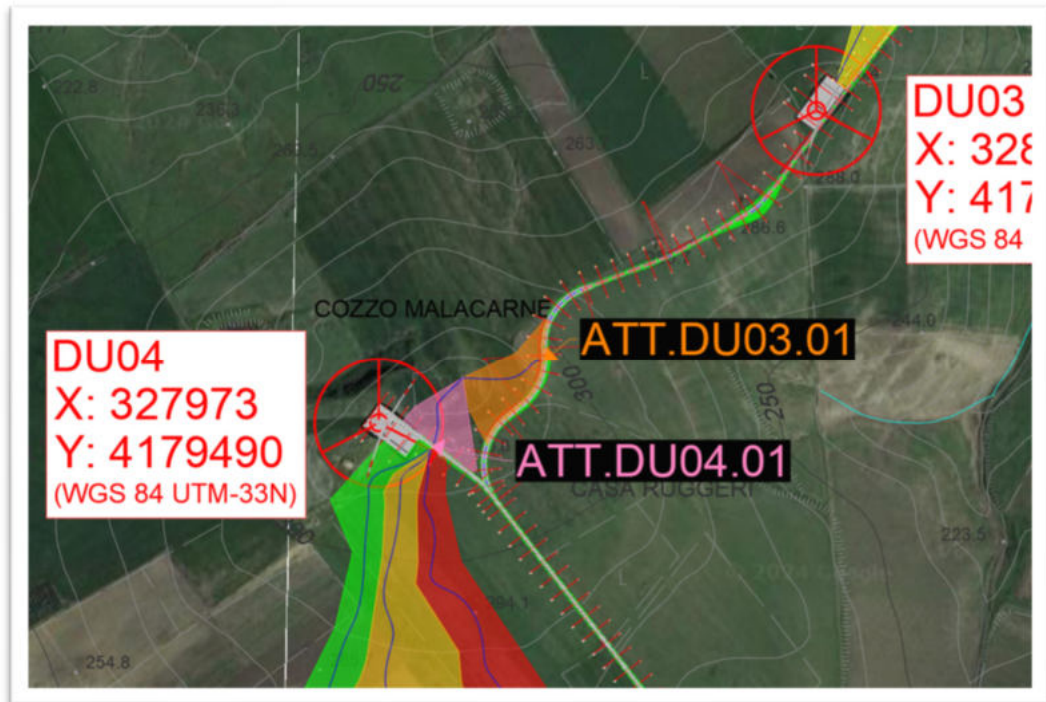 222.8
250
263.
DU03
X: 328
Y: 417
(WGS 84
288.0
286.6
COZZO MALACARNE
244.0
ATT.DU03.01
DU04
X: 327973
Y: 4179490
(WGS 84 UTM-33N)
300
250
ATT.DU04.01
CASA RUGGERI
223.5
294.1
254.8